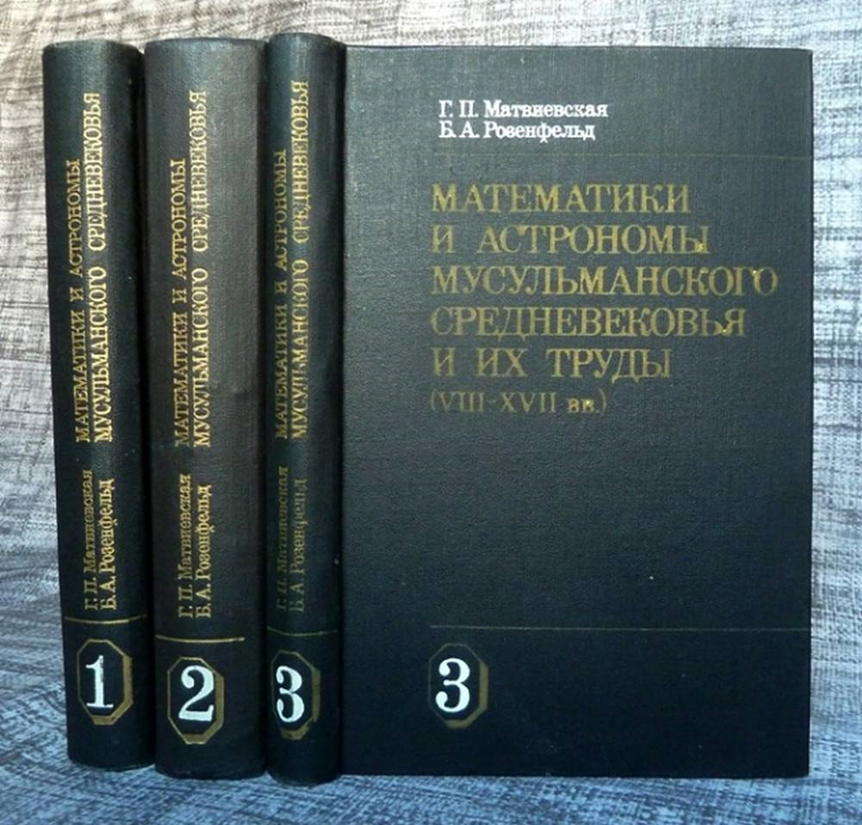 Г. П. Матвиевская
Б. А. Розенфельд
МАТЕМАТИКИ И АСТРОНОМЫ
МУСУЛЬМАНСКОГО СРЕДНЕВЕКОВЬЯ
1
Г. П. Матвиевская
Б. А. Розенфельд
МАТЕМАТИКИ И АСТРОНОМЫ
МУСУЛЬМАНСКОГО СРЕДНЕВЕКОВЬЯ
2
Г. П. Матвиевская
Б. А. Розенфельд
МАТЕМАТИКИ И АСТРОНОМЫ
МУСУЛЬМАНСКОГО СРЕДНЕВЕКОВЬЯ
3
Г. П. Матвиевская
Б. А. Розенфельд
МАТЕМАТИКИ
И АСТРОНОМЫ
МУСУЛЬМАНСКОГО
СРЕДНЕВЕКОВЬЯ
И ИХ ТРУДЫ
(VIII-XVII вв.)
3